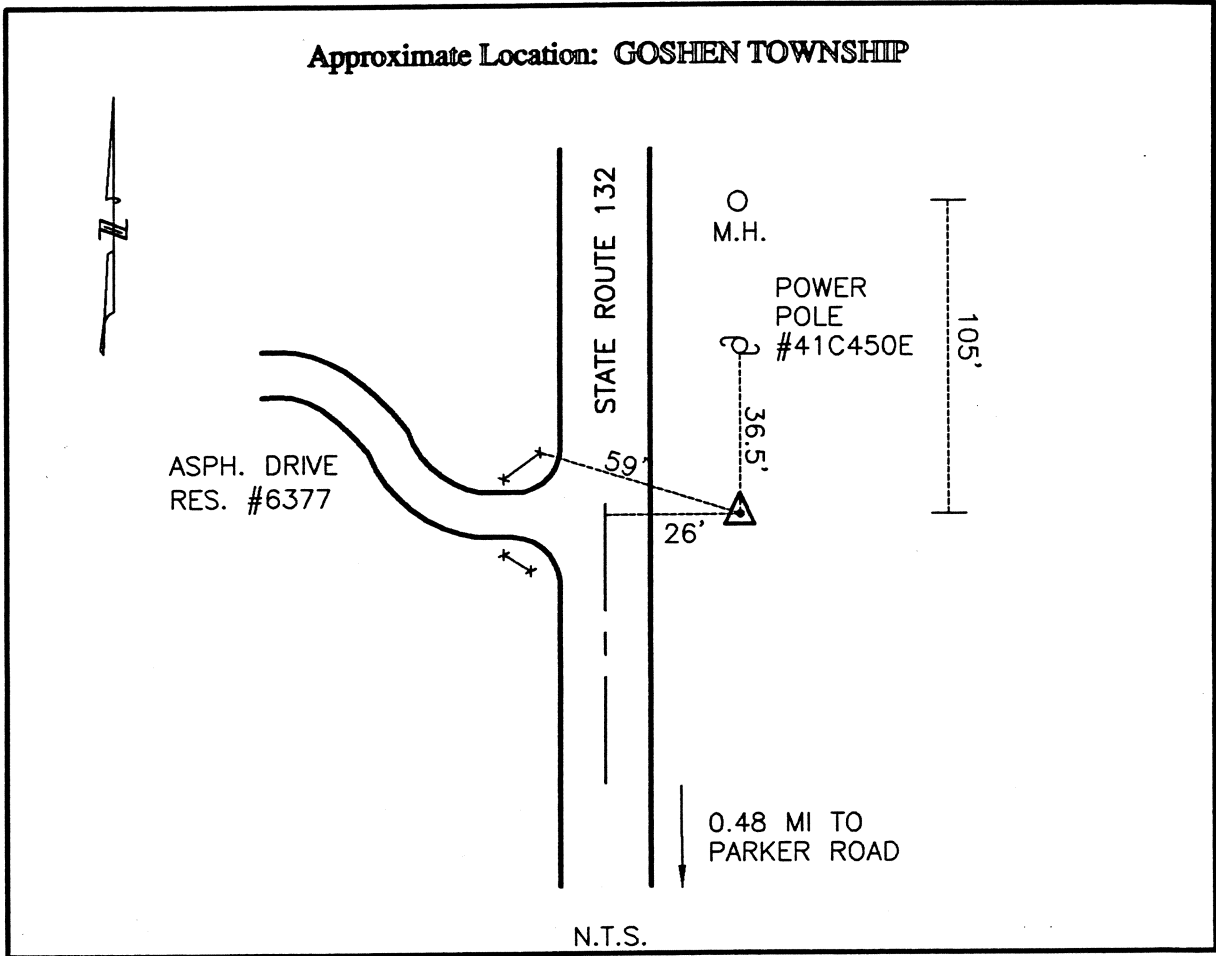 Approximate Location: GOSHEN TOWNSHIP
N
STATE ROUTE 132
M.H.
POWER
POLE
#41C450E
105'
36.5'
59'
26'
ASPH. DRIVE
RES. #6377
0.48 MI TO
PARKER ROAD
N.T.S.